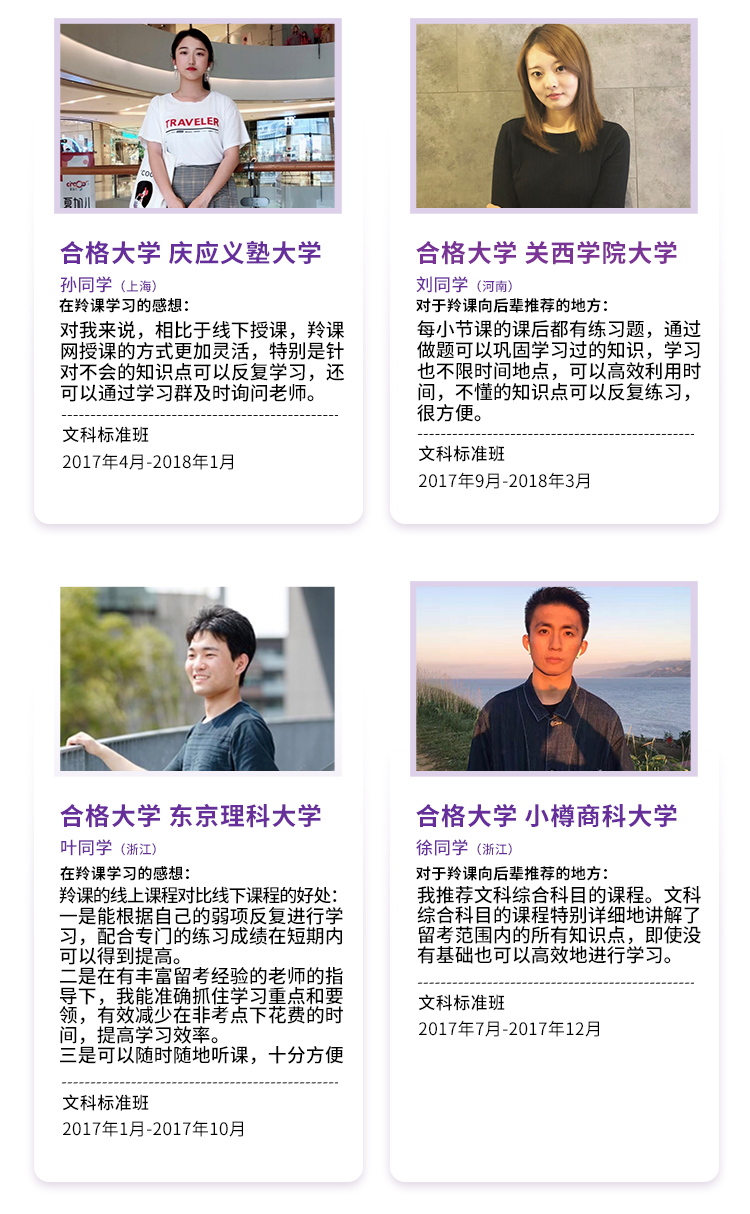 TRAVELER
合格大学 庆应义塾大学
孙同学（上海）
在羚课学习的感想：
对我来说，相比于线下授课，羚课
网授课的方式更加灵活，特别是针
对不会的知识点可以反复学习，还
可以通过学习群及时询问老师。
文科标准班
2017年4月-2018年1月
合格大学 关西学院大学
刘同学（河南）
对于羚课向后辈推荐的地方：
每小节课的课后都有练习题，通过
做题可以巩固学习过的知识，学习
也不限时间地点，可以高效利用时
间，不懂的知识点可以反复练习，
很方便。
文科标准班
2017年9月-2018年3月
合格大学 东京理科大学
叶同学（浙江）
在羚课学习的感想：
羚课的线上课程对比线下课程的好处：
一是能根据自己的弱项反复进行学
习，配合专门的练习成绩在短期内
可以得到提高。
二是在有丰富留考经验的老师的指
导下，我能准确抓住学习重点和要
领，有效减少在非考点下花费的时
间，提高学习效率。
三是可以随时随地听课，十分方便
文科标准班
2017年1月-2017年10月
合格大学 小樽商科大学
徐同学（浙江）
对于羚课向后辈推荐的地方：
我推荐文科综合科目的课程。文科
综合科目的课程特别详细地讲解了
留考范围内的所有知识点，即使没
有基础也可以高效地进行学习。
文科标准班
2017年7月-2017年12月